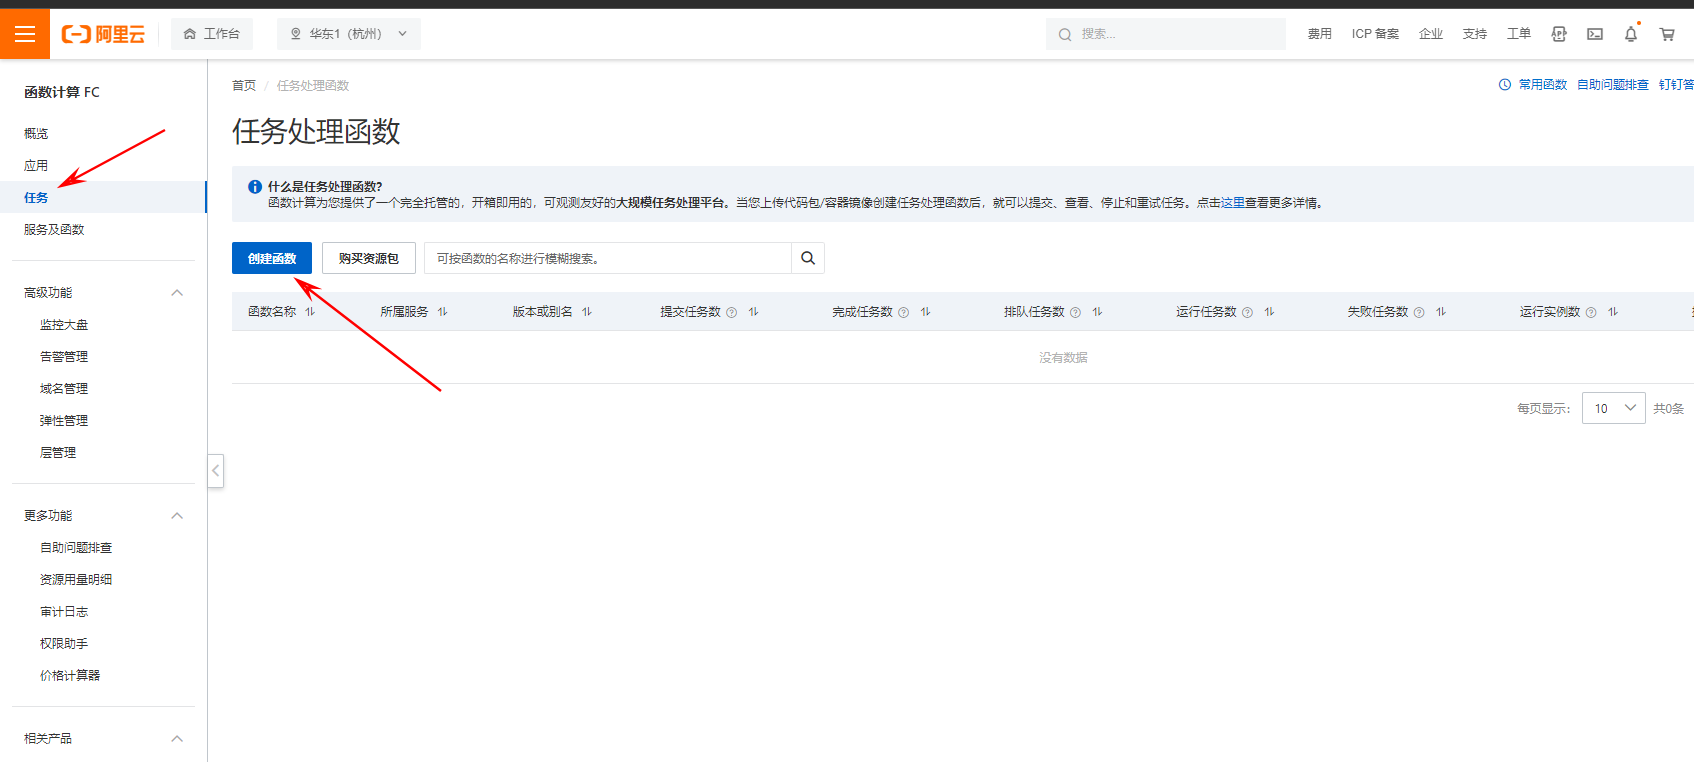 阿里云
工作台
华东1（杭州）
搜索...
费用
ICP 备案
企业
支持
工单
函数计算 FC
概览
应用
任务
服务及函数
高级功能
监控大盘
告警管理
域名管理
弹性管理
层管理
更多功能
自助问题排查
资源用量明细
审计日志
权限助手
价格计算器
相关产品
首页 / 任务处理函数
常用函数 自助问题排查 钉钉答
任务处理函数
什么是任务处理函数?
函数计算为您提供了一个完全托管的，开箱即用的，可观测友好的大规模任务处理平台。当您上传代码包/容器镜像创建任务处理函数后，就可以提交、查看、停止和重试任务。点击这里查看更多详情。
创建函数
购买资源包
可按函数的名称进行模糊搜索。
函数名称 所属服务 版本或别名 提交任务数 完成任务数 排队任务数 运行任务数 失败任务数 运行实例数
没有数据
每页显示: 10 共0条